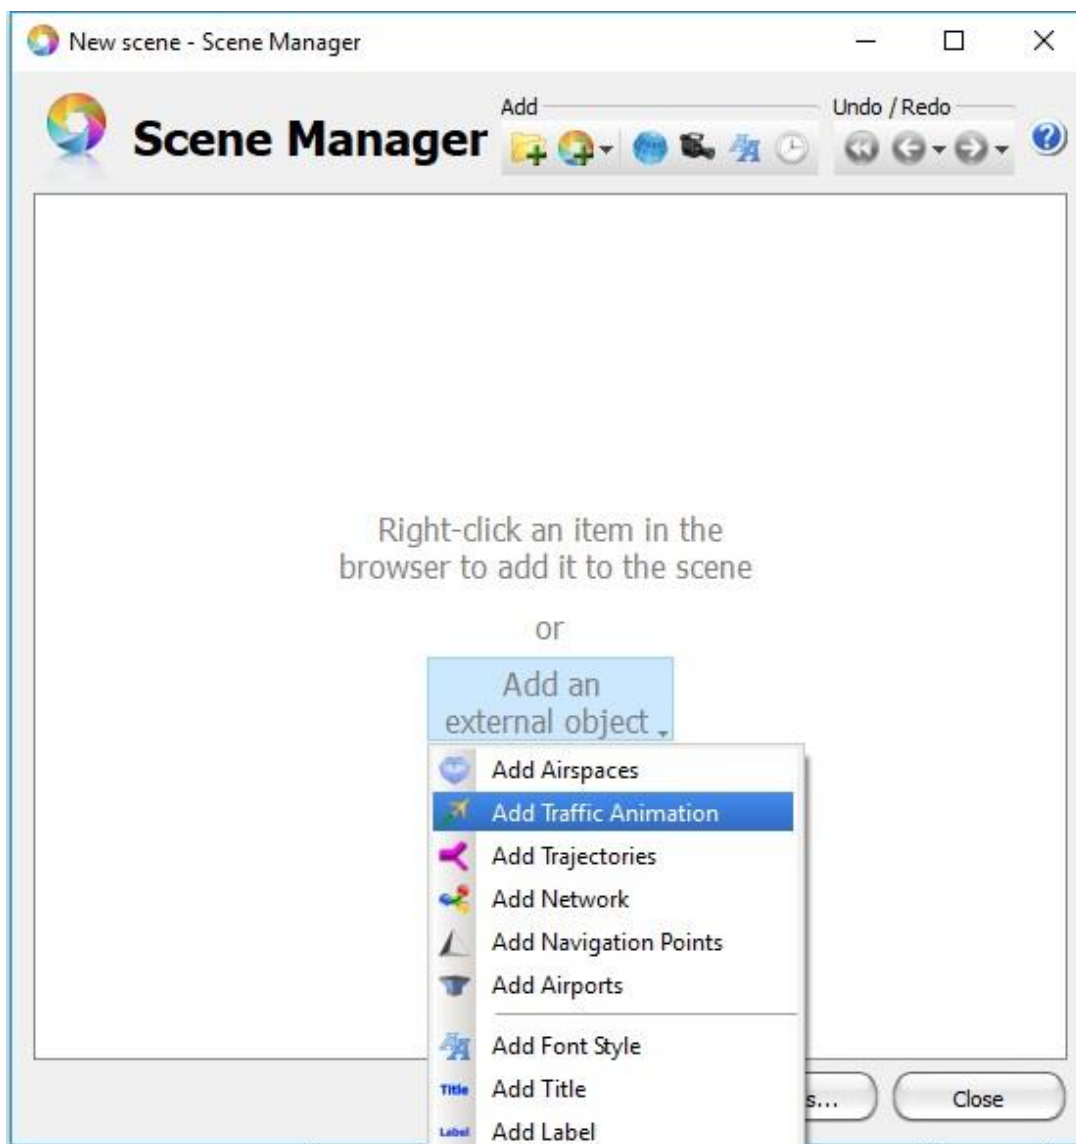 New scene - Scene Manager
Scene Manager
Add
Undo / Redo
Right-click an item in the
browser to add it to the scene
or
Add an
external object
Add Airspaces
Add Traffic Animation
Add Trajectories
Add Network
Add Navigation Points
Add Airports
Add Font Style
Title Add Title
Label Add Label
s...
Close